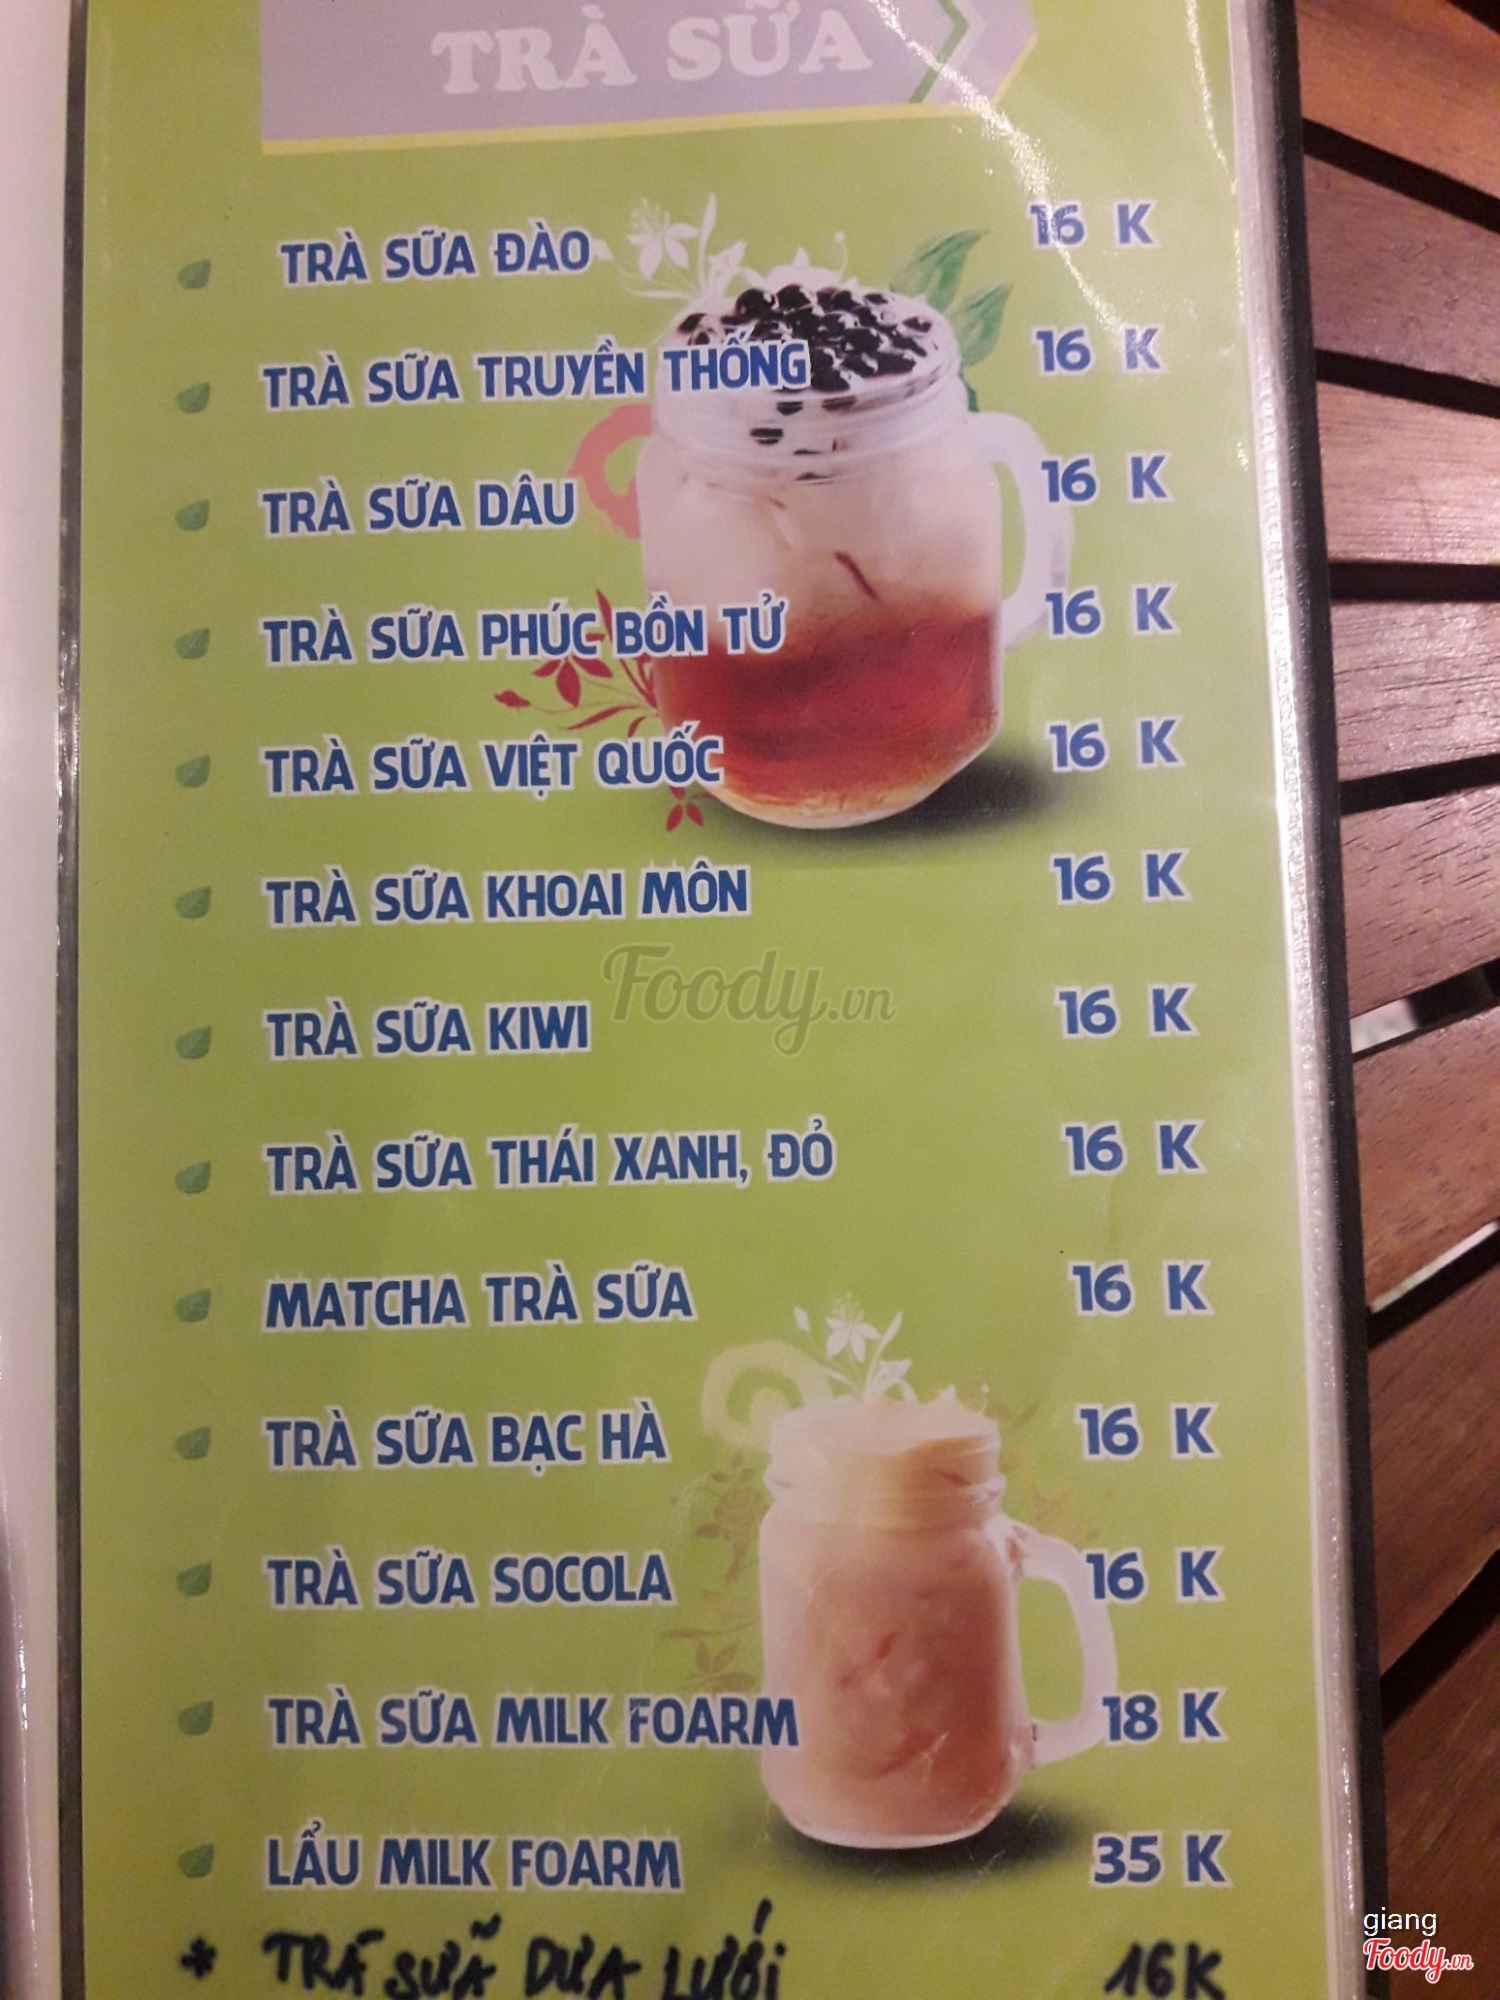 TRÀ SỮA
TRÀ SỮA ĐÀO 16 K
TRÀ SỮA TRUYỀN THỐNG 16 K
TRÀ SỮA DÂU 16 K
TRÀ SỮA PHÚC BỒN TỬ 16 K
TRÀ SỮA VIỆT QUỐC 16 K
TRÀ SỮA KHOAI MÔN 16 K
Foody.vn
TRÀ SỮA KIWI 16 K
TRÀ SỮA THÁI XANH, ĐỎ 16 K
MATCHA TRÀ SỮA 16 K
TRÀ SỮA BẠC HÀ 16 K
TRÀ SỮA SOCOLA 16 K
TRÀ SỮA MILK FOARM 18 K
LẨU MILK FOARM 35 K
* TRÀ SỮA DƯA LƯỚI 16K
giang
Foody.vn